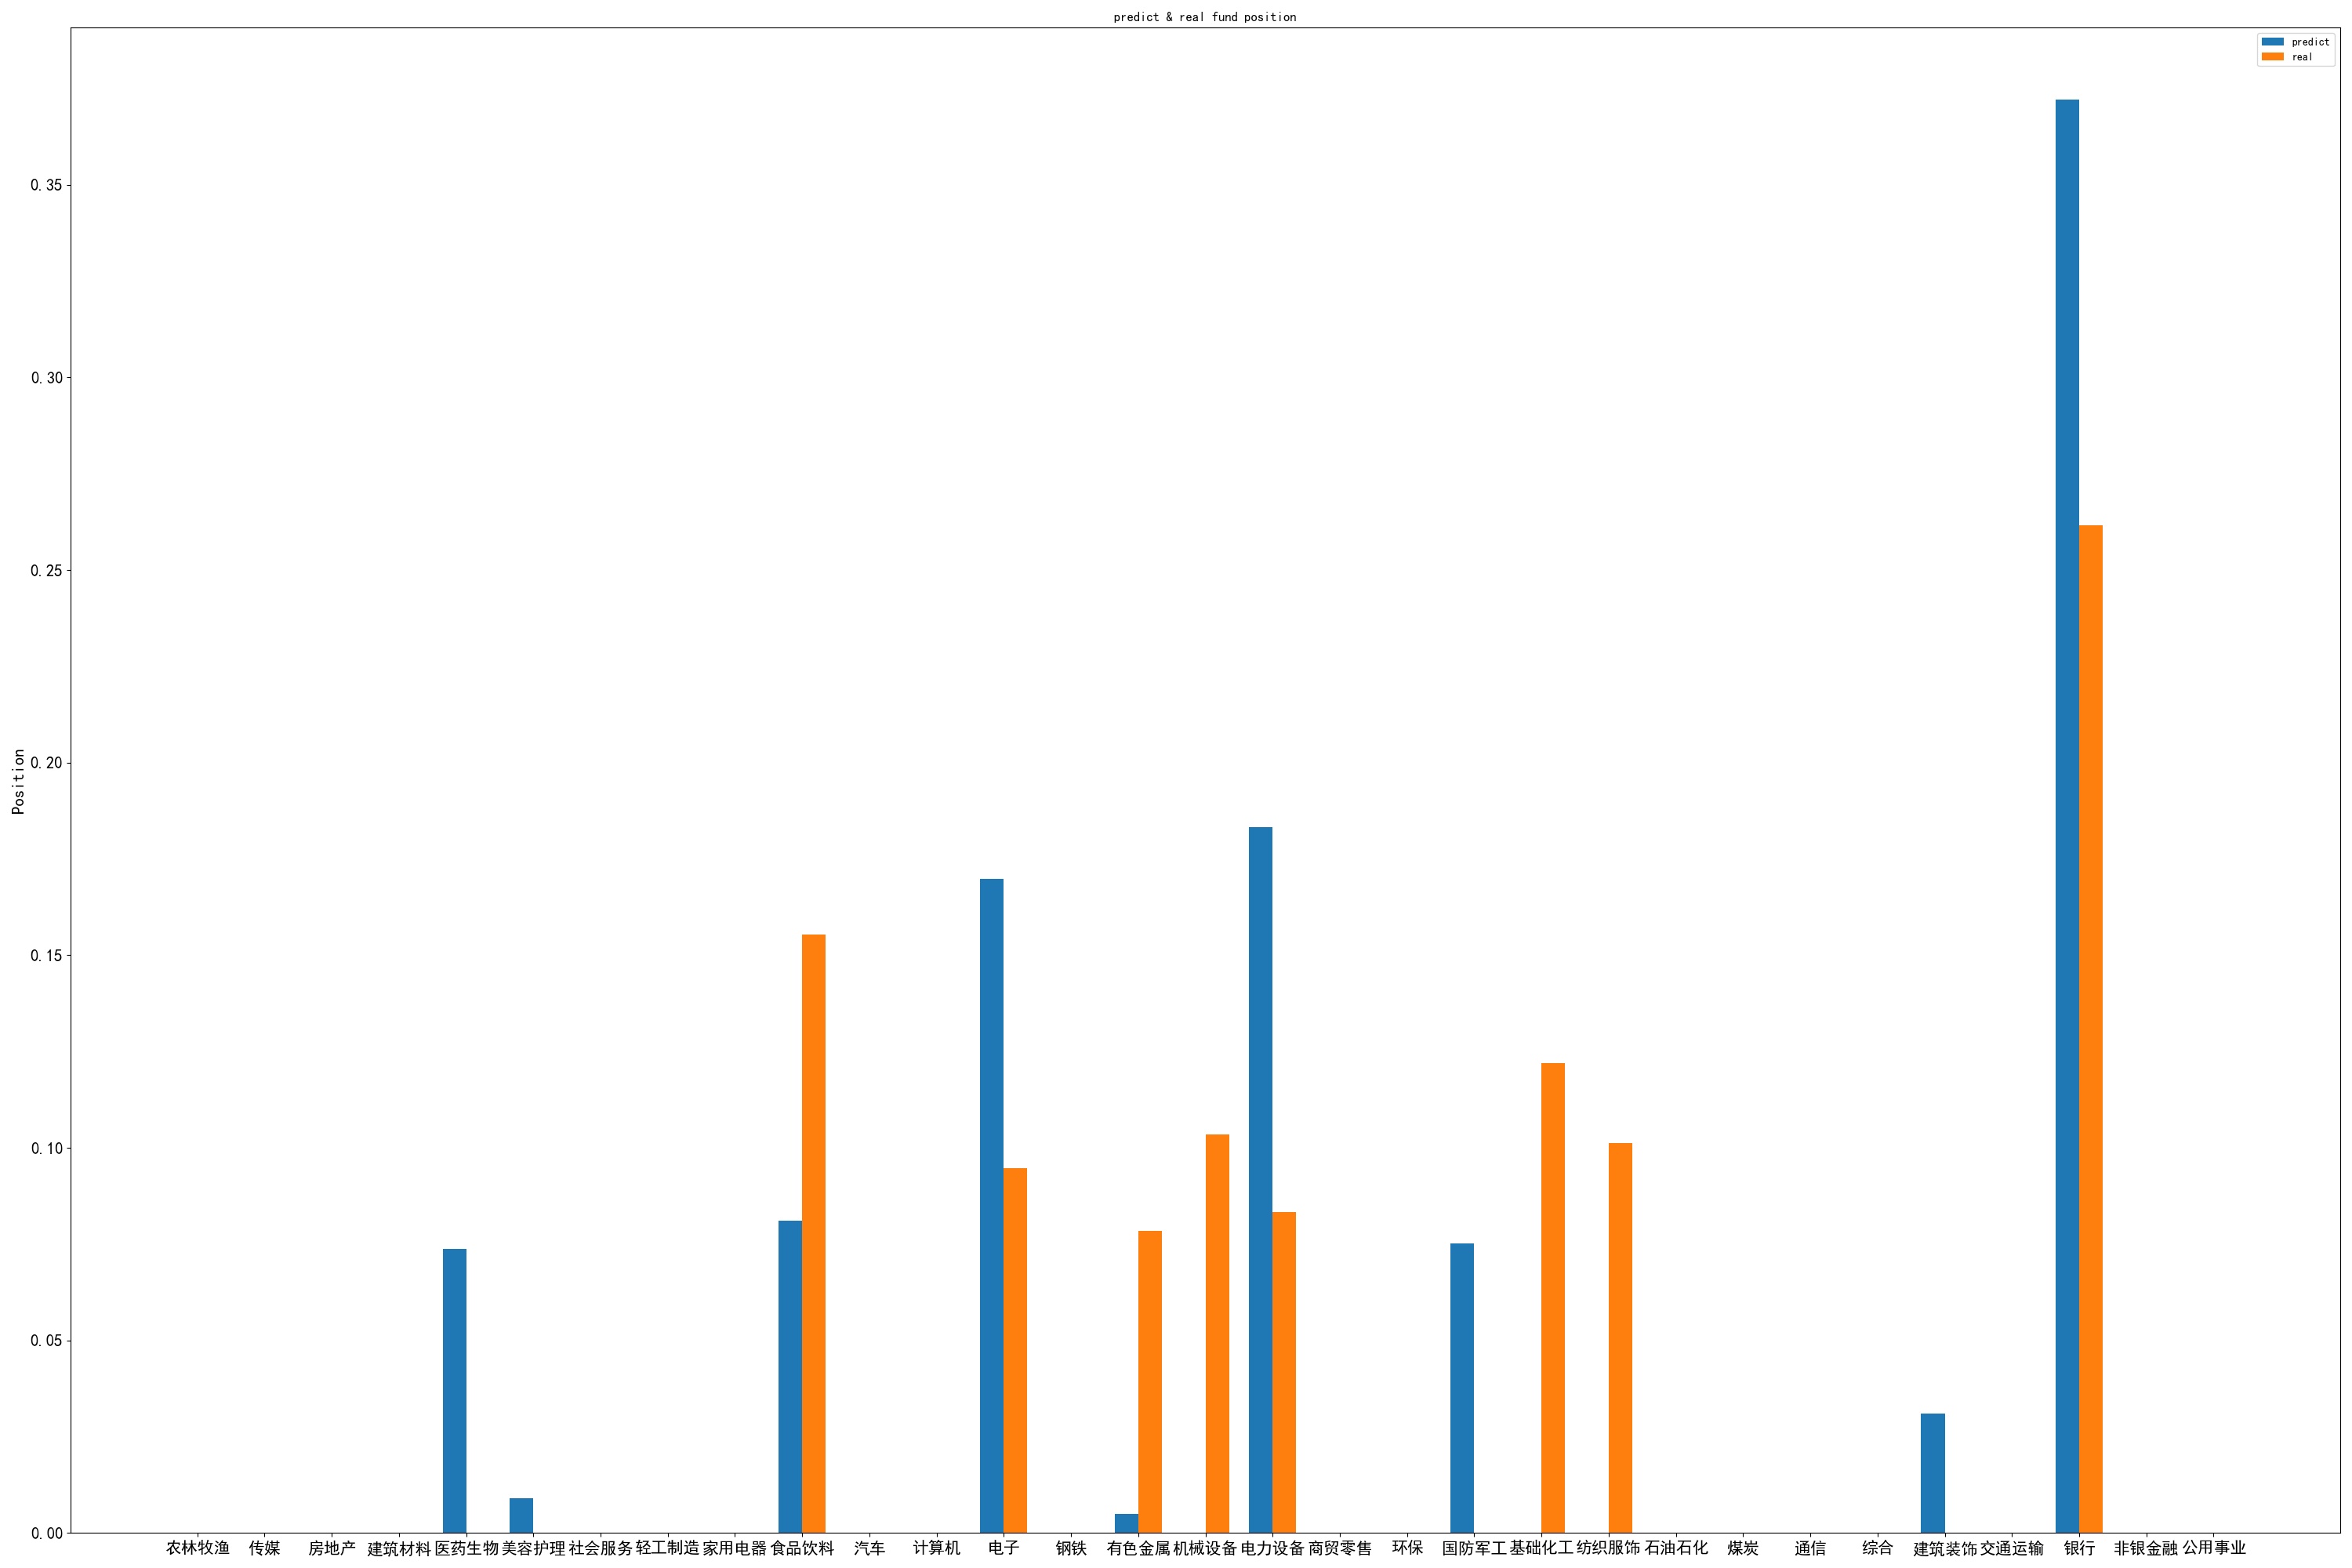 predict & real fund position
predict
real
0.35
0.30
0.25
0.20
0.15
0.10
0.05
0.00
Position
农林牧渔 传媒 房地产 建筑材料 医药生物 美容护理 社会服务 轻工制造 家用电器 食品饮料 汽车 计算机 电子 钢铁 有色金属 机械设备 电力设备 商贸零售 环保 国防军工 基础化工 纺织服饰 石油石化 煤炭 通信 综合 建筑装饰 交通运输 银行 非银金融 公用事业